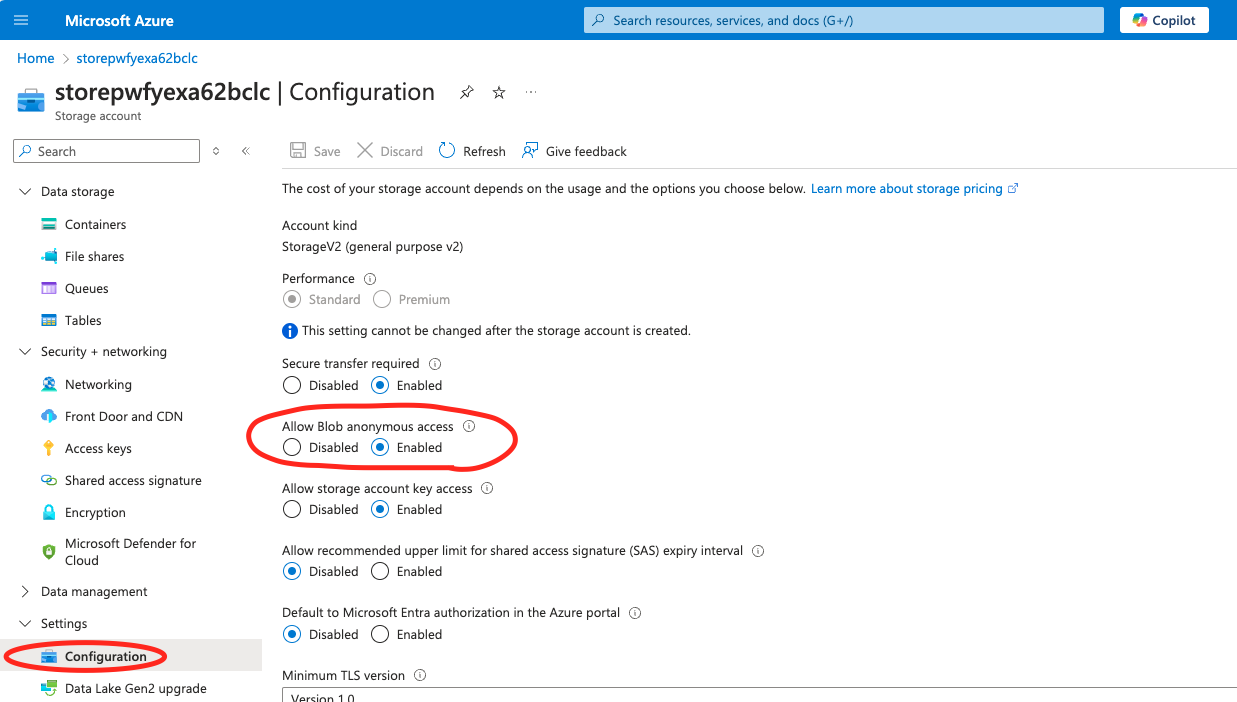 Microsoft Azure
Search resources, services, and docs (G+/)
Copilot
Home > storepwfyexa62bclc
storepwfyexa62bclc | Configuration
Storage account
Search
Save
Discard
Refresh
Give feedback
Data storage
Containers
File shares
Queues
Tables
Security + networking
Networking
Front Door and CDN
Access keys
Shared access signature
Encryption
Microsoft Defender for
Cloud
Data management
Settings
Configuration
Data Lake Gen2 upgrade
The cost of your storage account depends on the usage and the options you choose below. Learn more about storage pricing
Account kind
StorageV2 (general purpose v2)
Performance
Standard Premium
This setting cannot be changed after the storage account is created.
Secure transfer required
Disabled Enabled
Allow Blob anonymous access
Disabled Enabled
Allow storage account key access
Disabled Enabled
Allow recommended upper limit for shared access signature (SAS) expiry interval
Disabled Enabled
Default to Microsoft Entra authorization in the Azure portal
Disabled Enabled
Minimum TLS version
Version 1.0